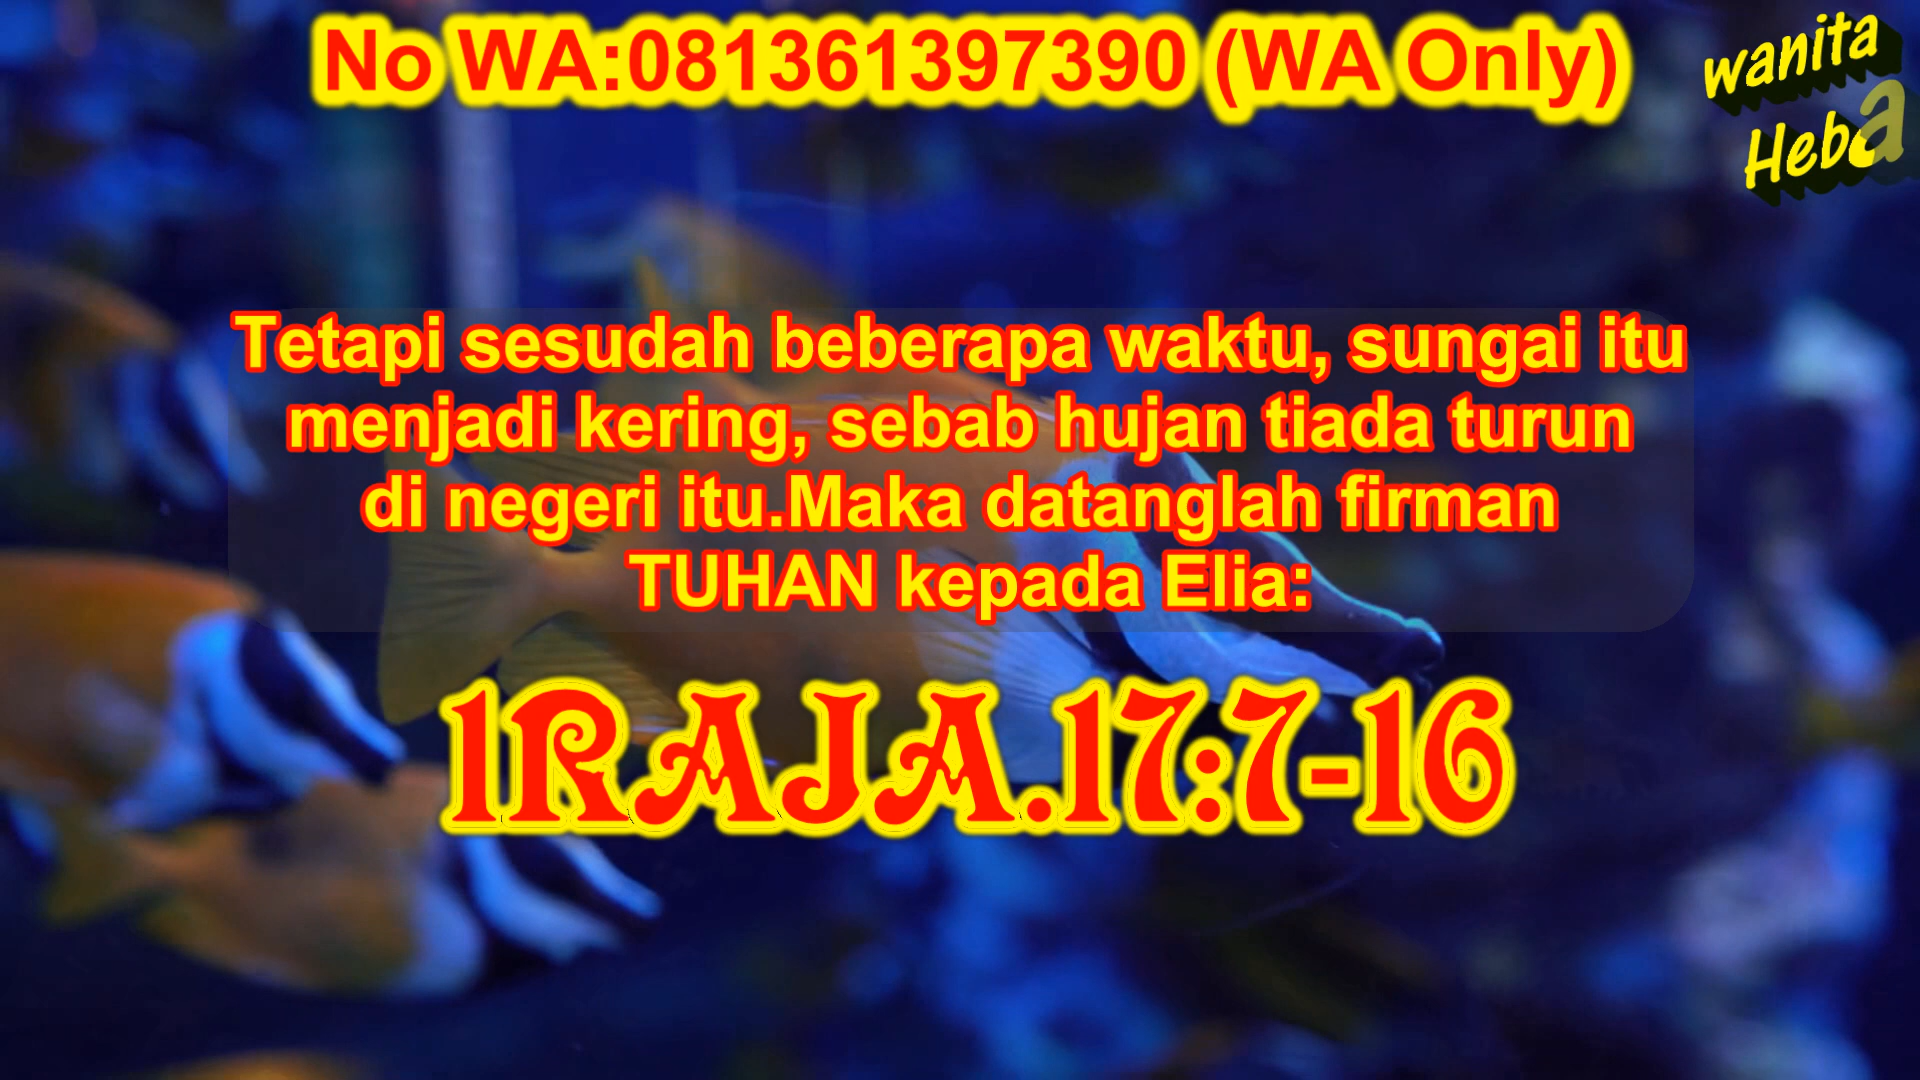 No WA:081361397390 (WA Only)
wanita
Heba
Tetapi sesudah beberapa waktu, sungai itu
menjadi kering, sebab hujan tiada turun
di negeri itu.Maka datanglah firman
TUHAN kepada Elia:
1RAJA.17:7-16